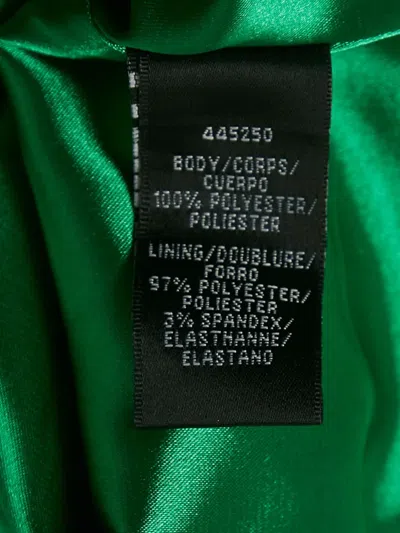 445250
BODY/CORPS/
CUERPO
100% POLYESTER/
POLIESTER
LINING/DOUBLURE/
FORRO
97% POLYESTER/
POLIESTER
3% SPANDEX/
ELASTHANNE/
ELASTANO